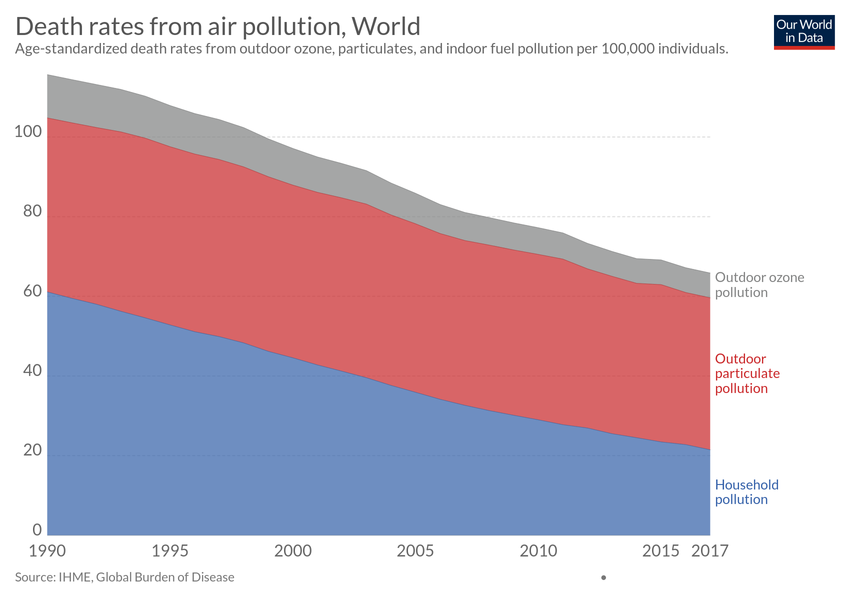 Death rates from air pollution, World
Age-standardized death rates from outdoor ozone, particulates, and indoor fuel pollution per 100,000 individuals.
Our World
in Data
100
80
60
40
20
0
Outdoor ozone
pollution
Outdoor
particulate
pollution
Household
pollution
1990 1995 2000 2005 2010 2015 2017
Source: IHME, Global Burden of Disease